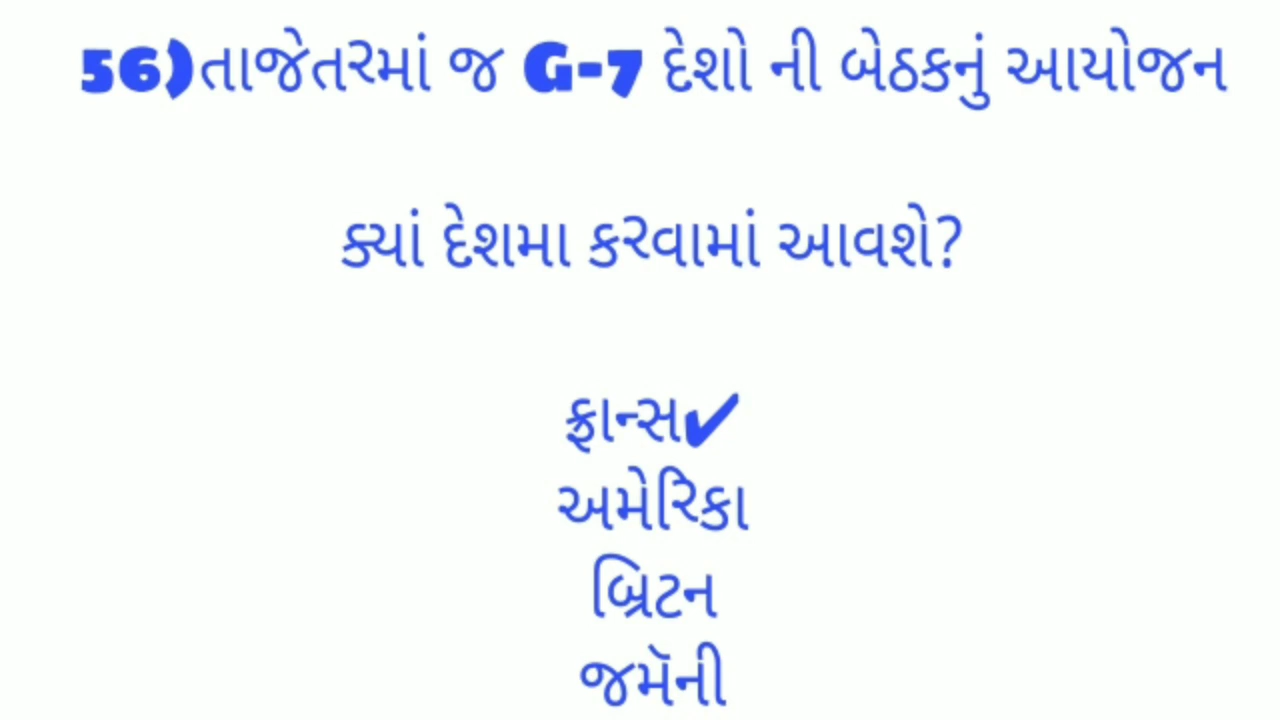 56)તાજેતરમાં જ G-7 દેશો ની બેઠકનું આયોજન
ક્યાં દેશમા કરવામાં આવશે?
ફ્રાન્સ✔
અમેરિકા
બ્રિટન
જર્મની